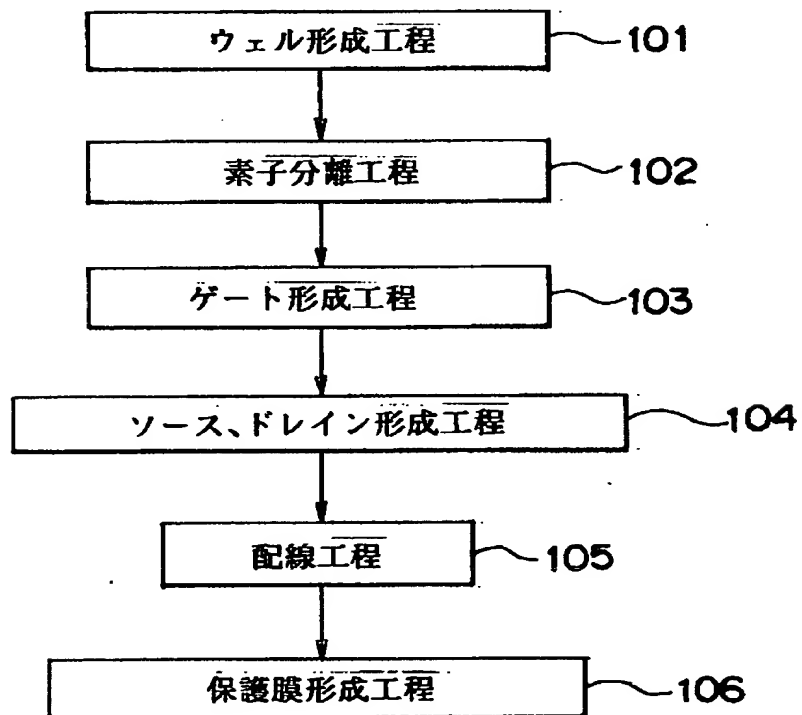 ウェル形成工程 101
素子分離工程 102
ゲート形成工程 103
ソース、ドレイン形成工程 104
配線工程 105
保護膜形成工程 106